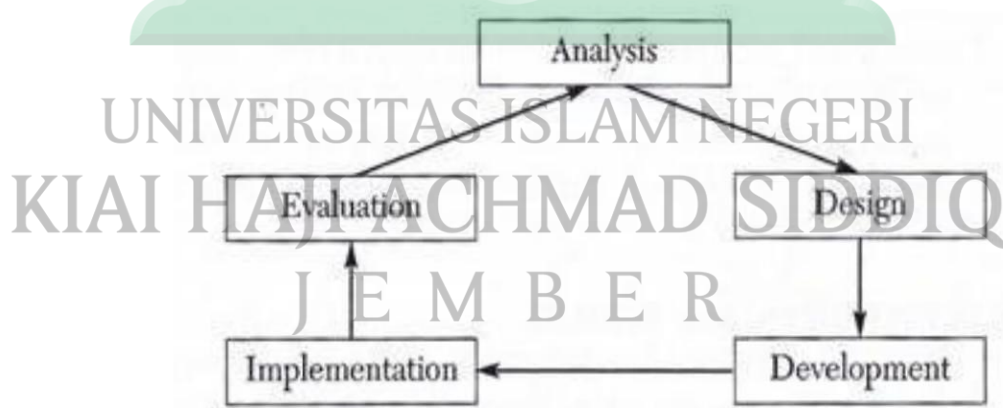 Analysis
UNIVERSITAS ISLAM NEGERI
Evaluation
Design
KIAI HAJI ACHMAD SIDDIQ
J E M B E R
Implementation
Development